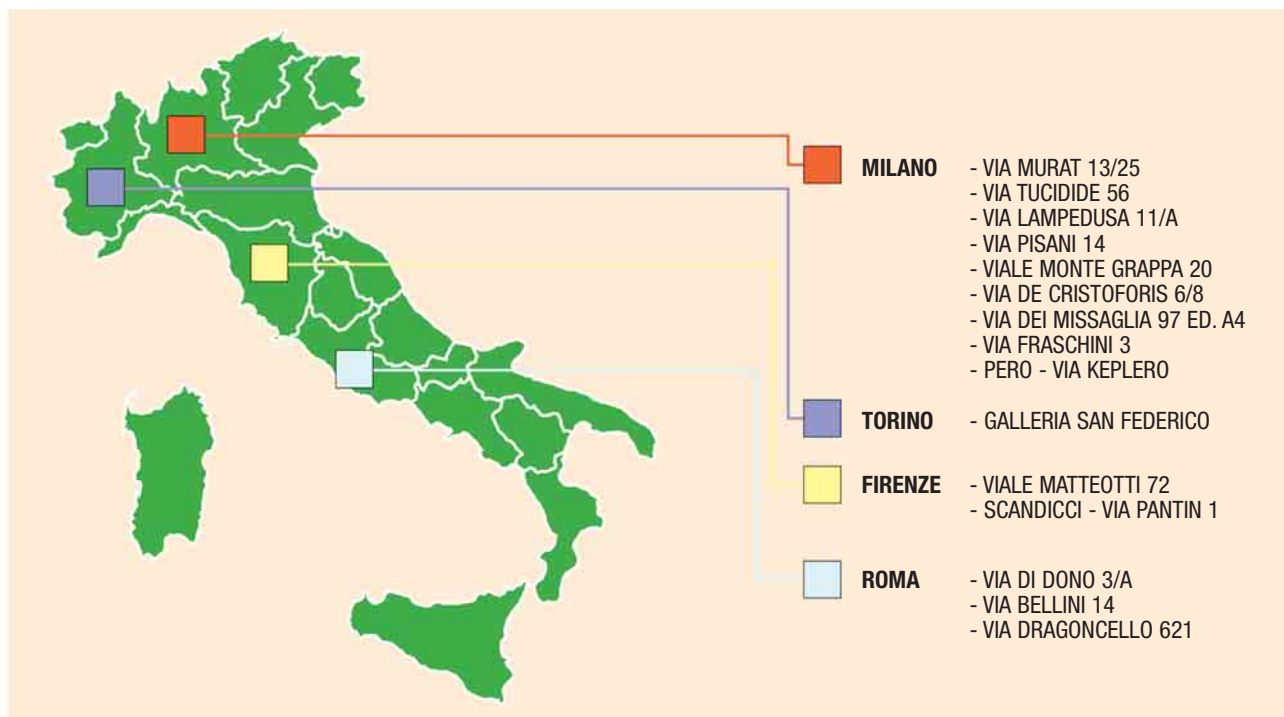 MILANO - VIA MURAT 13/25
- VIA TUCIDIDE 56
- VIA LAMPEDUSA 11/A
- VIA PISANI 14
- VIALE MONTE GRAPPA 20
- VIA DE CRISTOFORIS 6/8
- VIA DEI MISSAGLIA 97 ED. A4
- VIA FRASCHINI 3
- PERO - VIA KEPLERO
TORINO - GALLERIA SAN FEDERICO
FIRENZE - VIALE MATTEOTTI 72
- SCANDICCI - VIA PANTIN 1
ROMA - VIA DI DONO 3/A
- VIA BELLINI 14
- VIA DRAGONCELLO 621